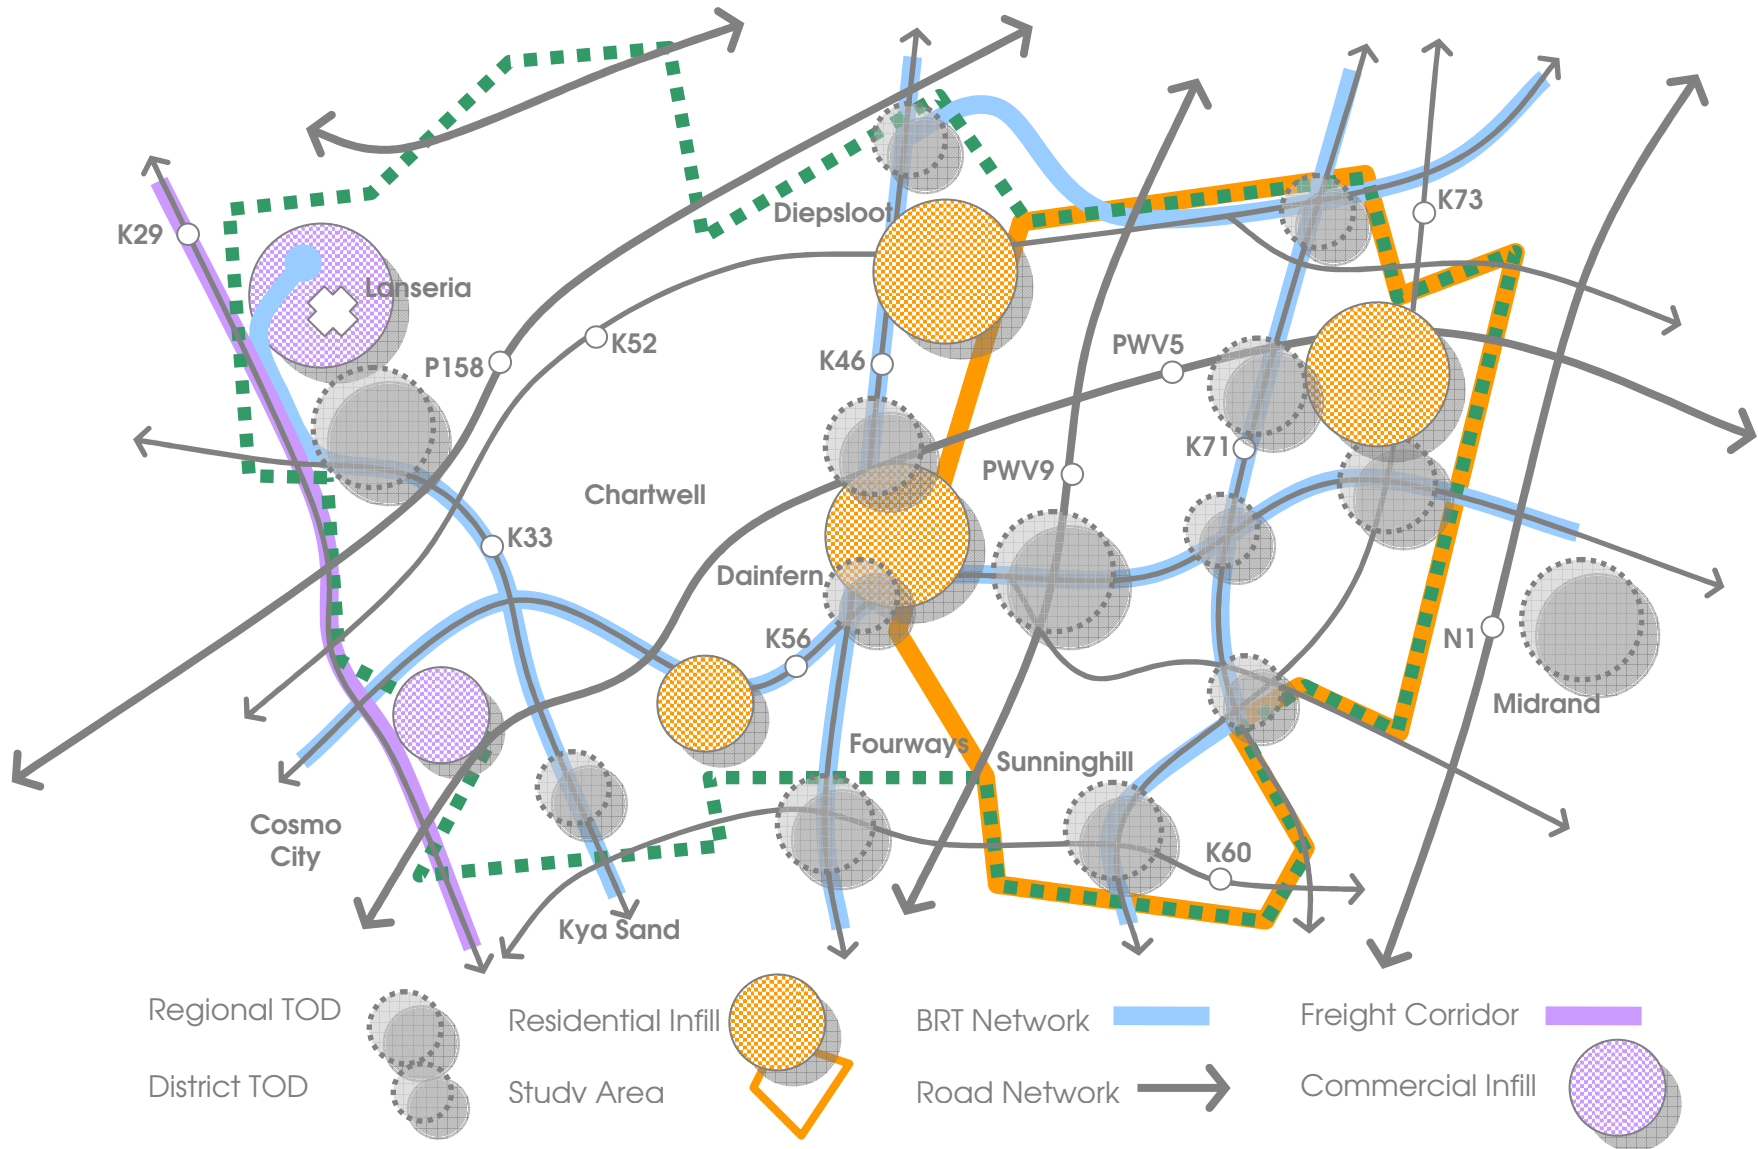 K73
Diepsloot
K29
Lanseria
K52
K46
PWV5
P158
K71
PWV9
Chartwell
K33
Dainfern
K56
N1
Midrand
Fourways
Sunninghill
Cosmo
City
K60
Kya Sand
Regional TOD
Residential Infill
BRT Network
Freight Corridor
District TOD
Studv Area
Road Network
Commercial Infill